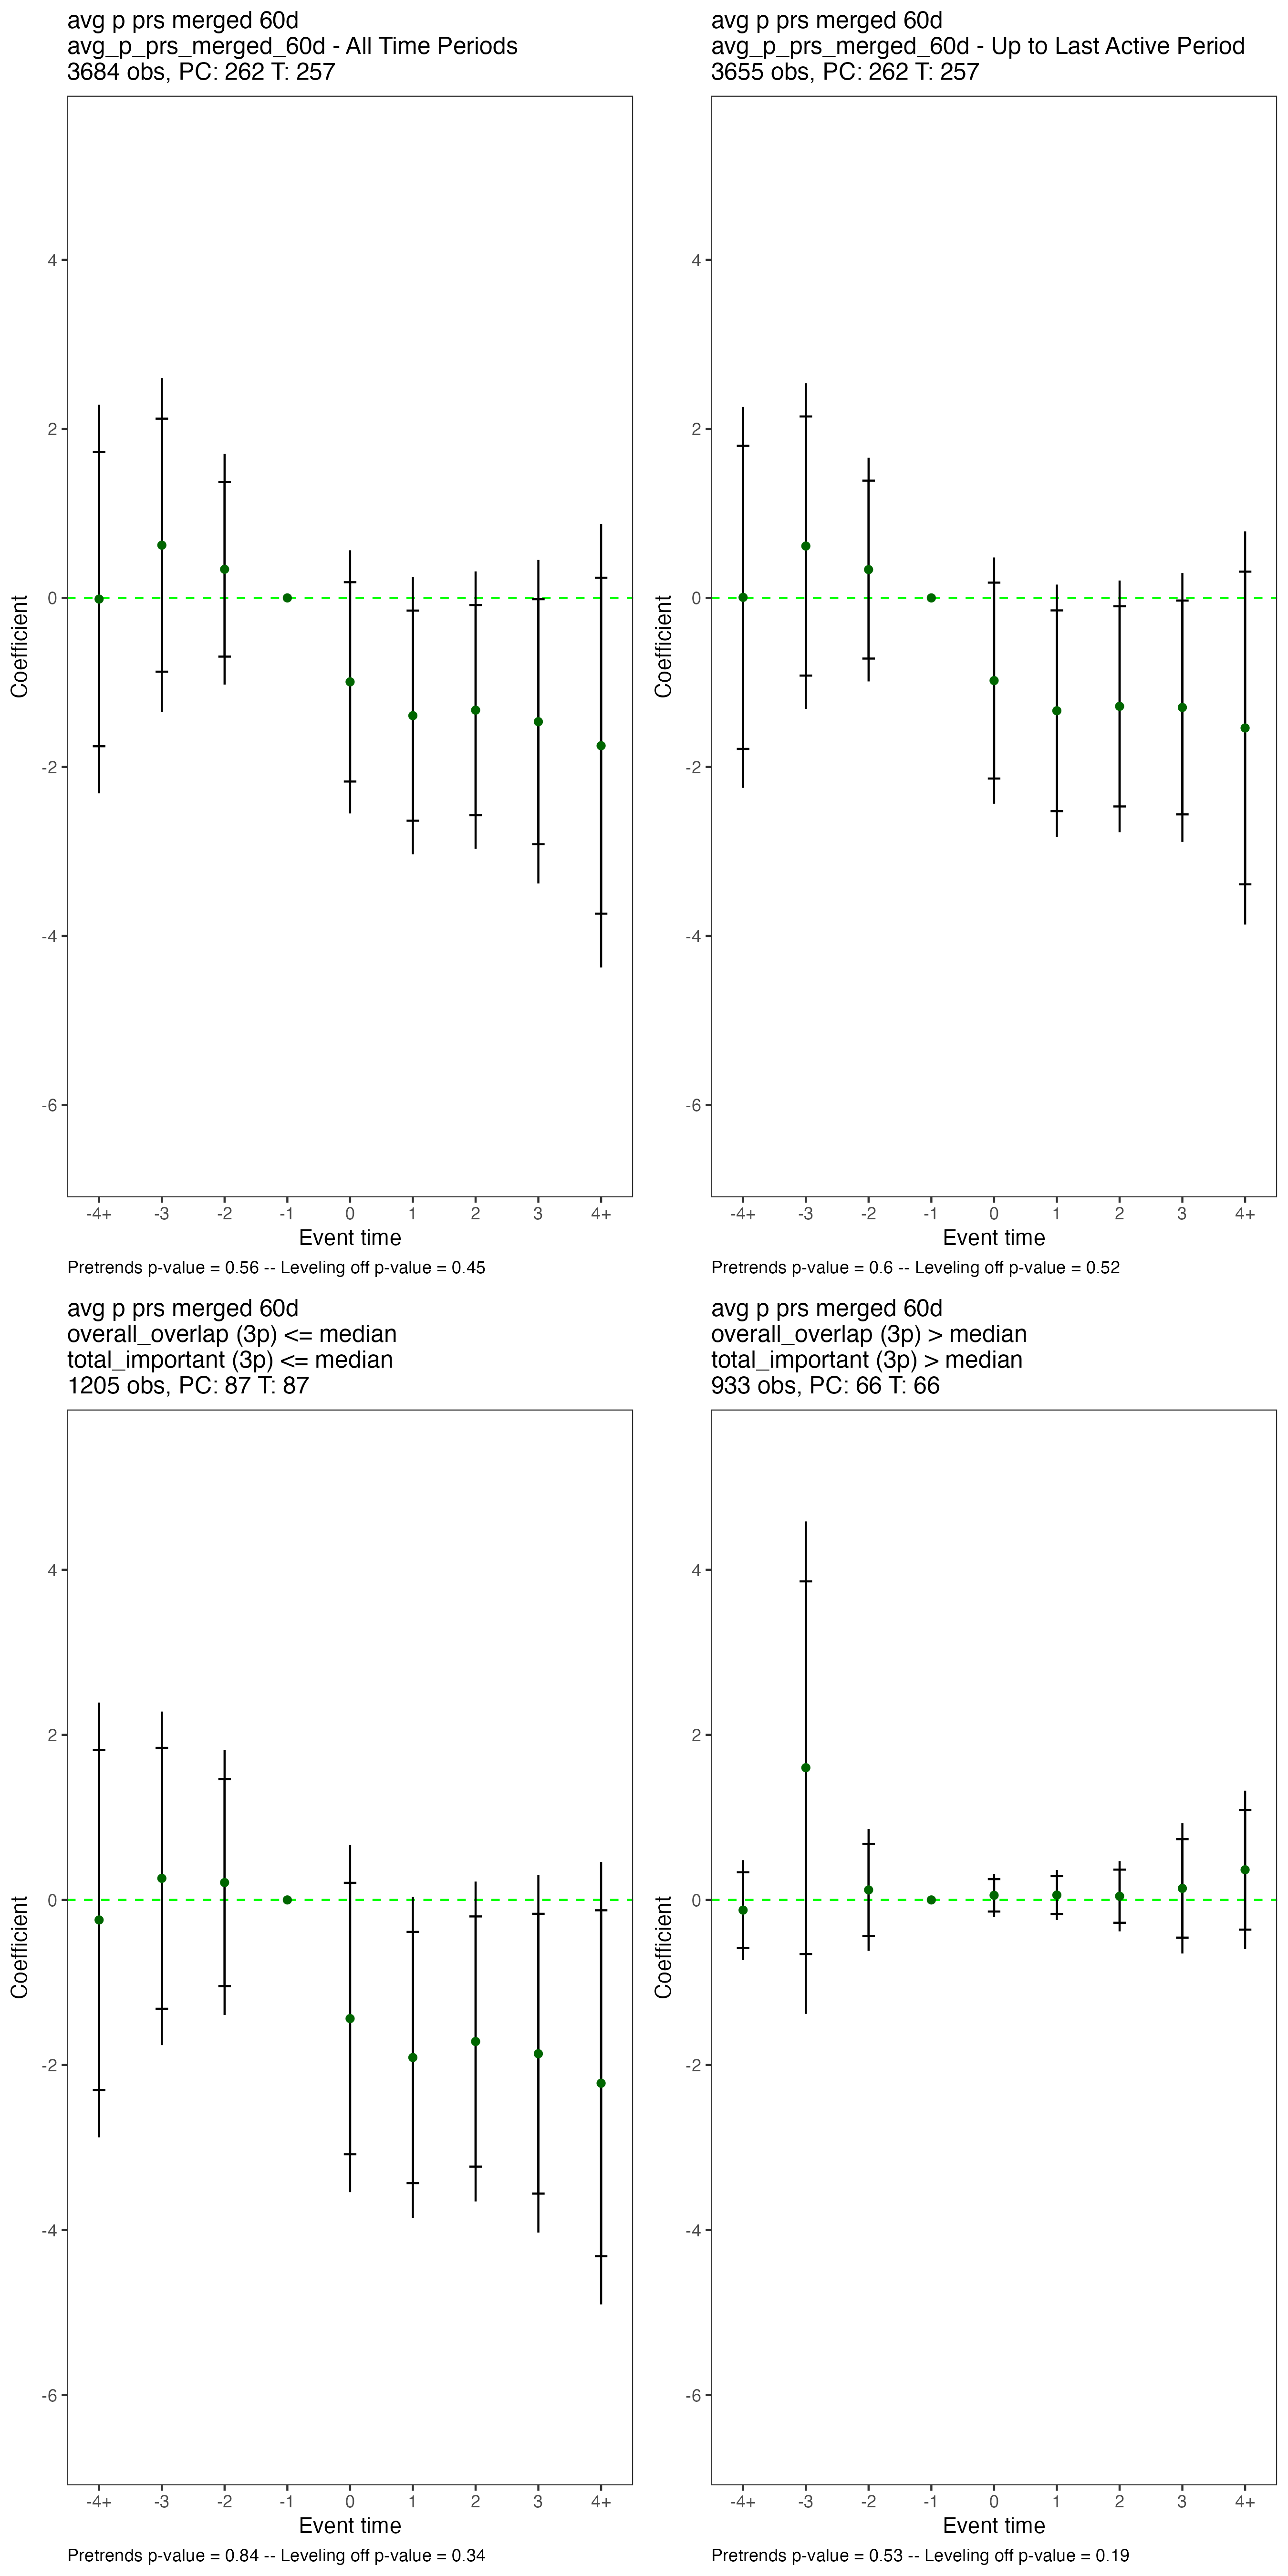 avg p prs merged 60d
avg_p_prs_merged_60d - All Time Periods
3684 obs, PC: 262 T: 257
4
2
0
-2
-4
-6
Coefficient
-4+ -3 -2 -1 0 1 2 3 4+
Event time
Pretrends p-value = 0.56 -- Leveling off p-value = 0.45
avg p prs merged 60d
avg_p_prs_merged_60d - Up to Last Active Period
3655 obs, PC: 262 T: 257
4
2
0
-2
-4
-6
Coefficient
-4+ -3 -2 -1 0 1 2 3 4+
Event time
Pretrends p-value = 0.6 -- Leveling off p-value = 0.52
avg p prs merged 60d
overall_overlap (3p) <= median
total_important (3p) <= median
1205 obs, PC: 87 T: 87
4
2
0
-2
-4
-6
Coefficient
-4+ -3 -2 -1 0 1 2 3 4+
Event time
Pretrends p-value = 0.84 -- Leveling off p-value = 0.34
avg p prs merged 60d
overall_overlap (3p) > median
total_important (3p) > median
933 obs, PC: 66 T: 66
4
2
0
-2
-4
-6
Coefficient
-4+ -3 -2 -1 0 1 2 3 4+
Event time
Pretrends p-value = 0.53 -- Leveling off p-value = 0.19